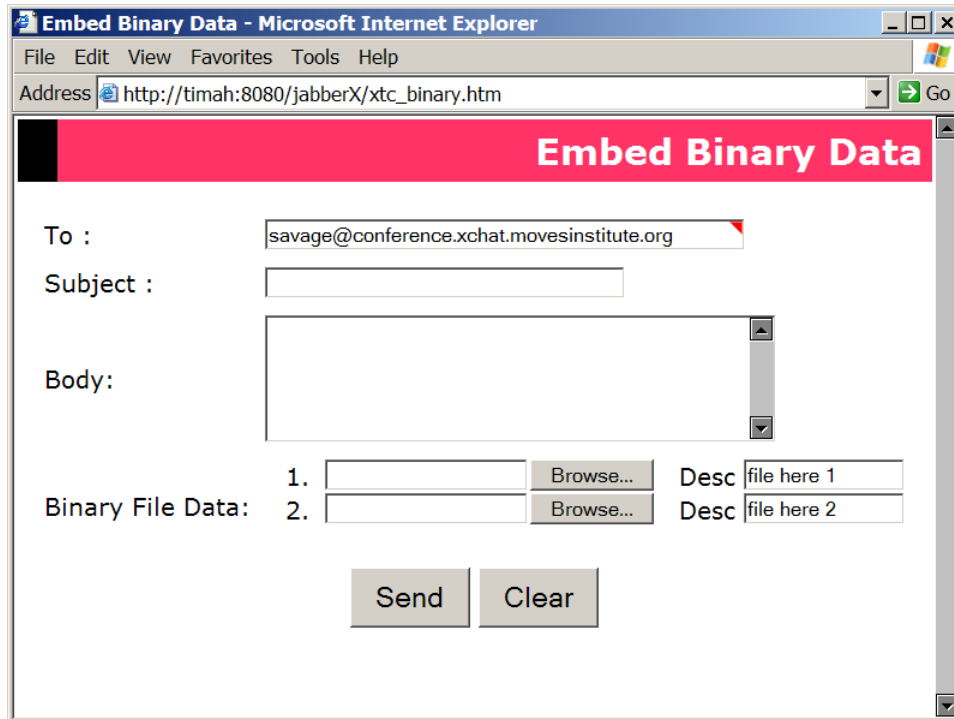 Embed Binary Data - Microsoft Internet Explorer
File Edit View Favorites Tools Help
Address http://timah:8080/jabberX/xtc_binary.htm Go
Embed Binary Data
To : savage@conference.xchat.movesinstitute.org
Subject :
Body:
Binary File Data:
1. Browse... Desc file here 1
2. Browse... Desc file here 2
Send Clear